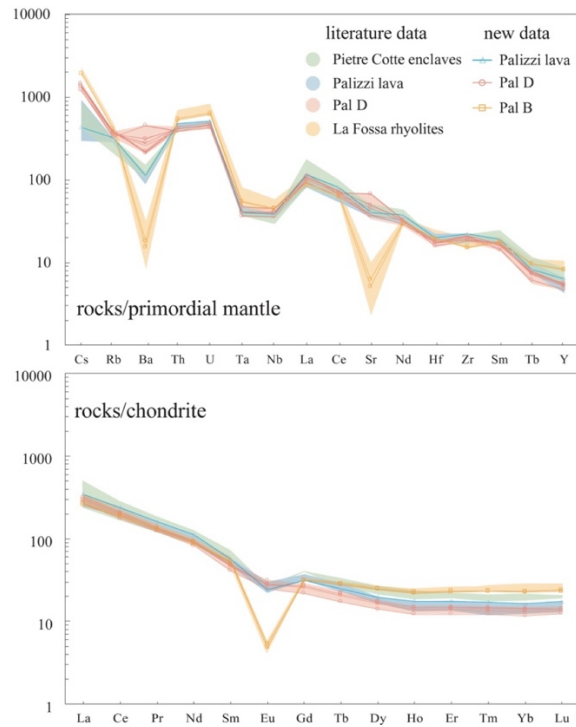 10000
1000
100
10
1
literature data
Pietre Cotte enclaves
Palizzi lava
Pal D
La Fossa rhyolites
new data
Palizzi lava
Pal D
Pal B
rocks/primordial mantle
Cs Rb Ba Th U Ta Nb La Ce Sr Nd Hf Zr Sm Tb Y
10000
1000
100
10
1
rocks/chondrite
La Ce Pr Nd Sm Eu Gd Tb Dy Ho Er Tm Yb Lu